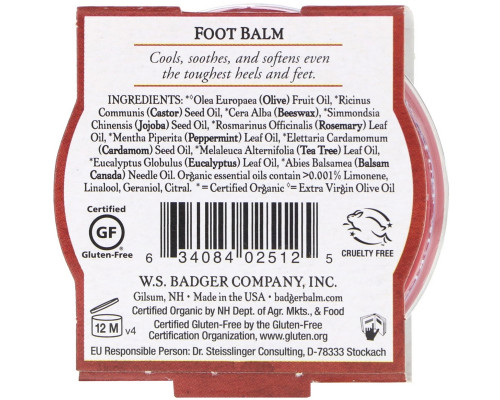 FOOT BALM
Cools, soothes, and softens even
the toughest heels and feet.
INGREDIENTS: *◊Olea Europaea (Olive) Fruit Oil, *Ricinus
Communis (Castor) Seed Oil, *Cera Alba (Beeswax), *Simmondsia
Chinensis (Jojoba) Seed Oil, *Rosmarinus Officinalis (Rosemary) Leaf
Oil, *Mentha Piperita (Peppermint) Leaf Oil, *Elettaria Cardamomum
(Cardamom) Seed Oil, *Melaleuca Alternifolia (Tea Tree) Leaf Oil,
*Eucalyptus Globulus (Eucalyptus) Leaf Oil, *Abies Balsamea (Balsam
Canada) Needle Oil. Organic essential oils contain >0.001% Limonene,
Linalool, Geraniol, Citral. * = Certified Organic ◊= Extra Virgin Olive Oil
Certified
GF
Gluten-Free
6 34084 02512 5
CRUELTY FREE
W.S. BADGER COMPANY, INC.
Gilsum, NH • Made in the USA • badgerbalm.com
Certified Organic by NH Dept. of Agr. Mkts., & Food
Certified Gluten-Free by the Gluten-Free
Certification Organization, www.gluten.org
12 M v4
EU Responsible Person: Dr. Steisslinger Consulting, D-78333 Stockach